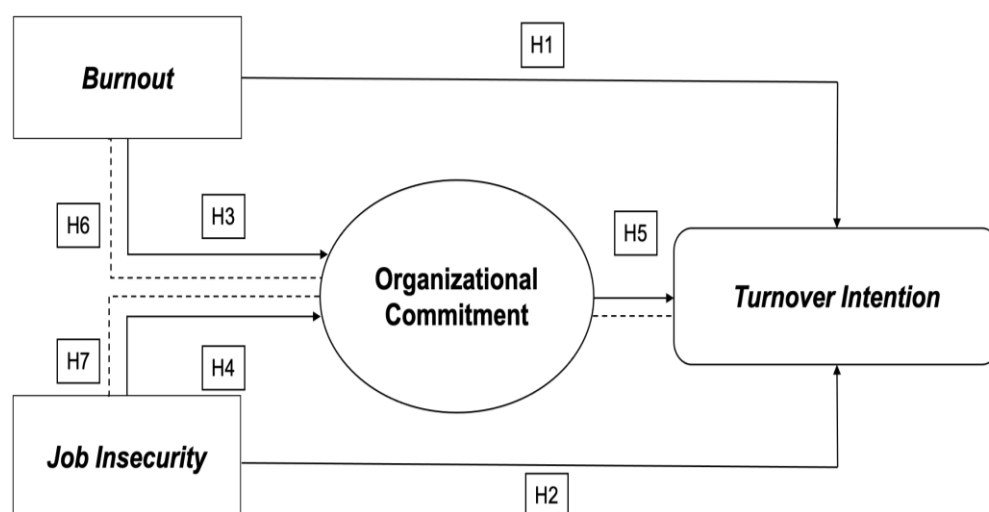 H1
Burnout
H3
H6
H5
Organizational
Commitment
Turnover Intention
H7
H4
Job Insecurity
H2